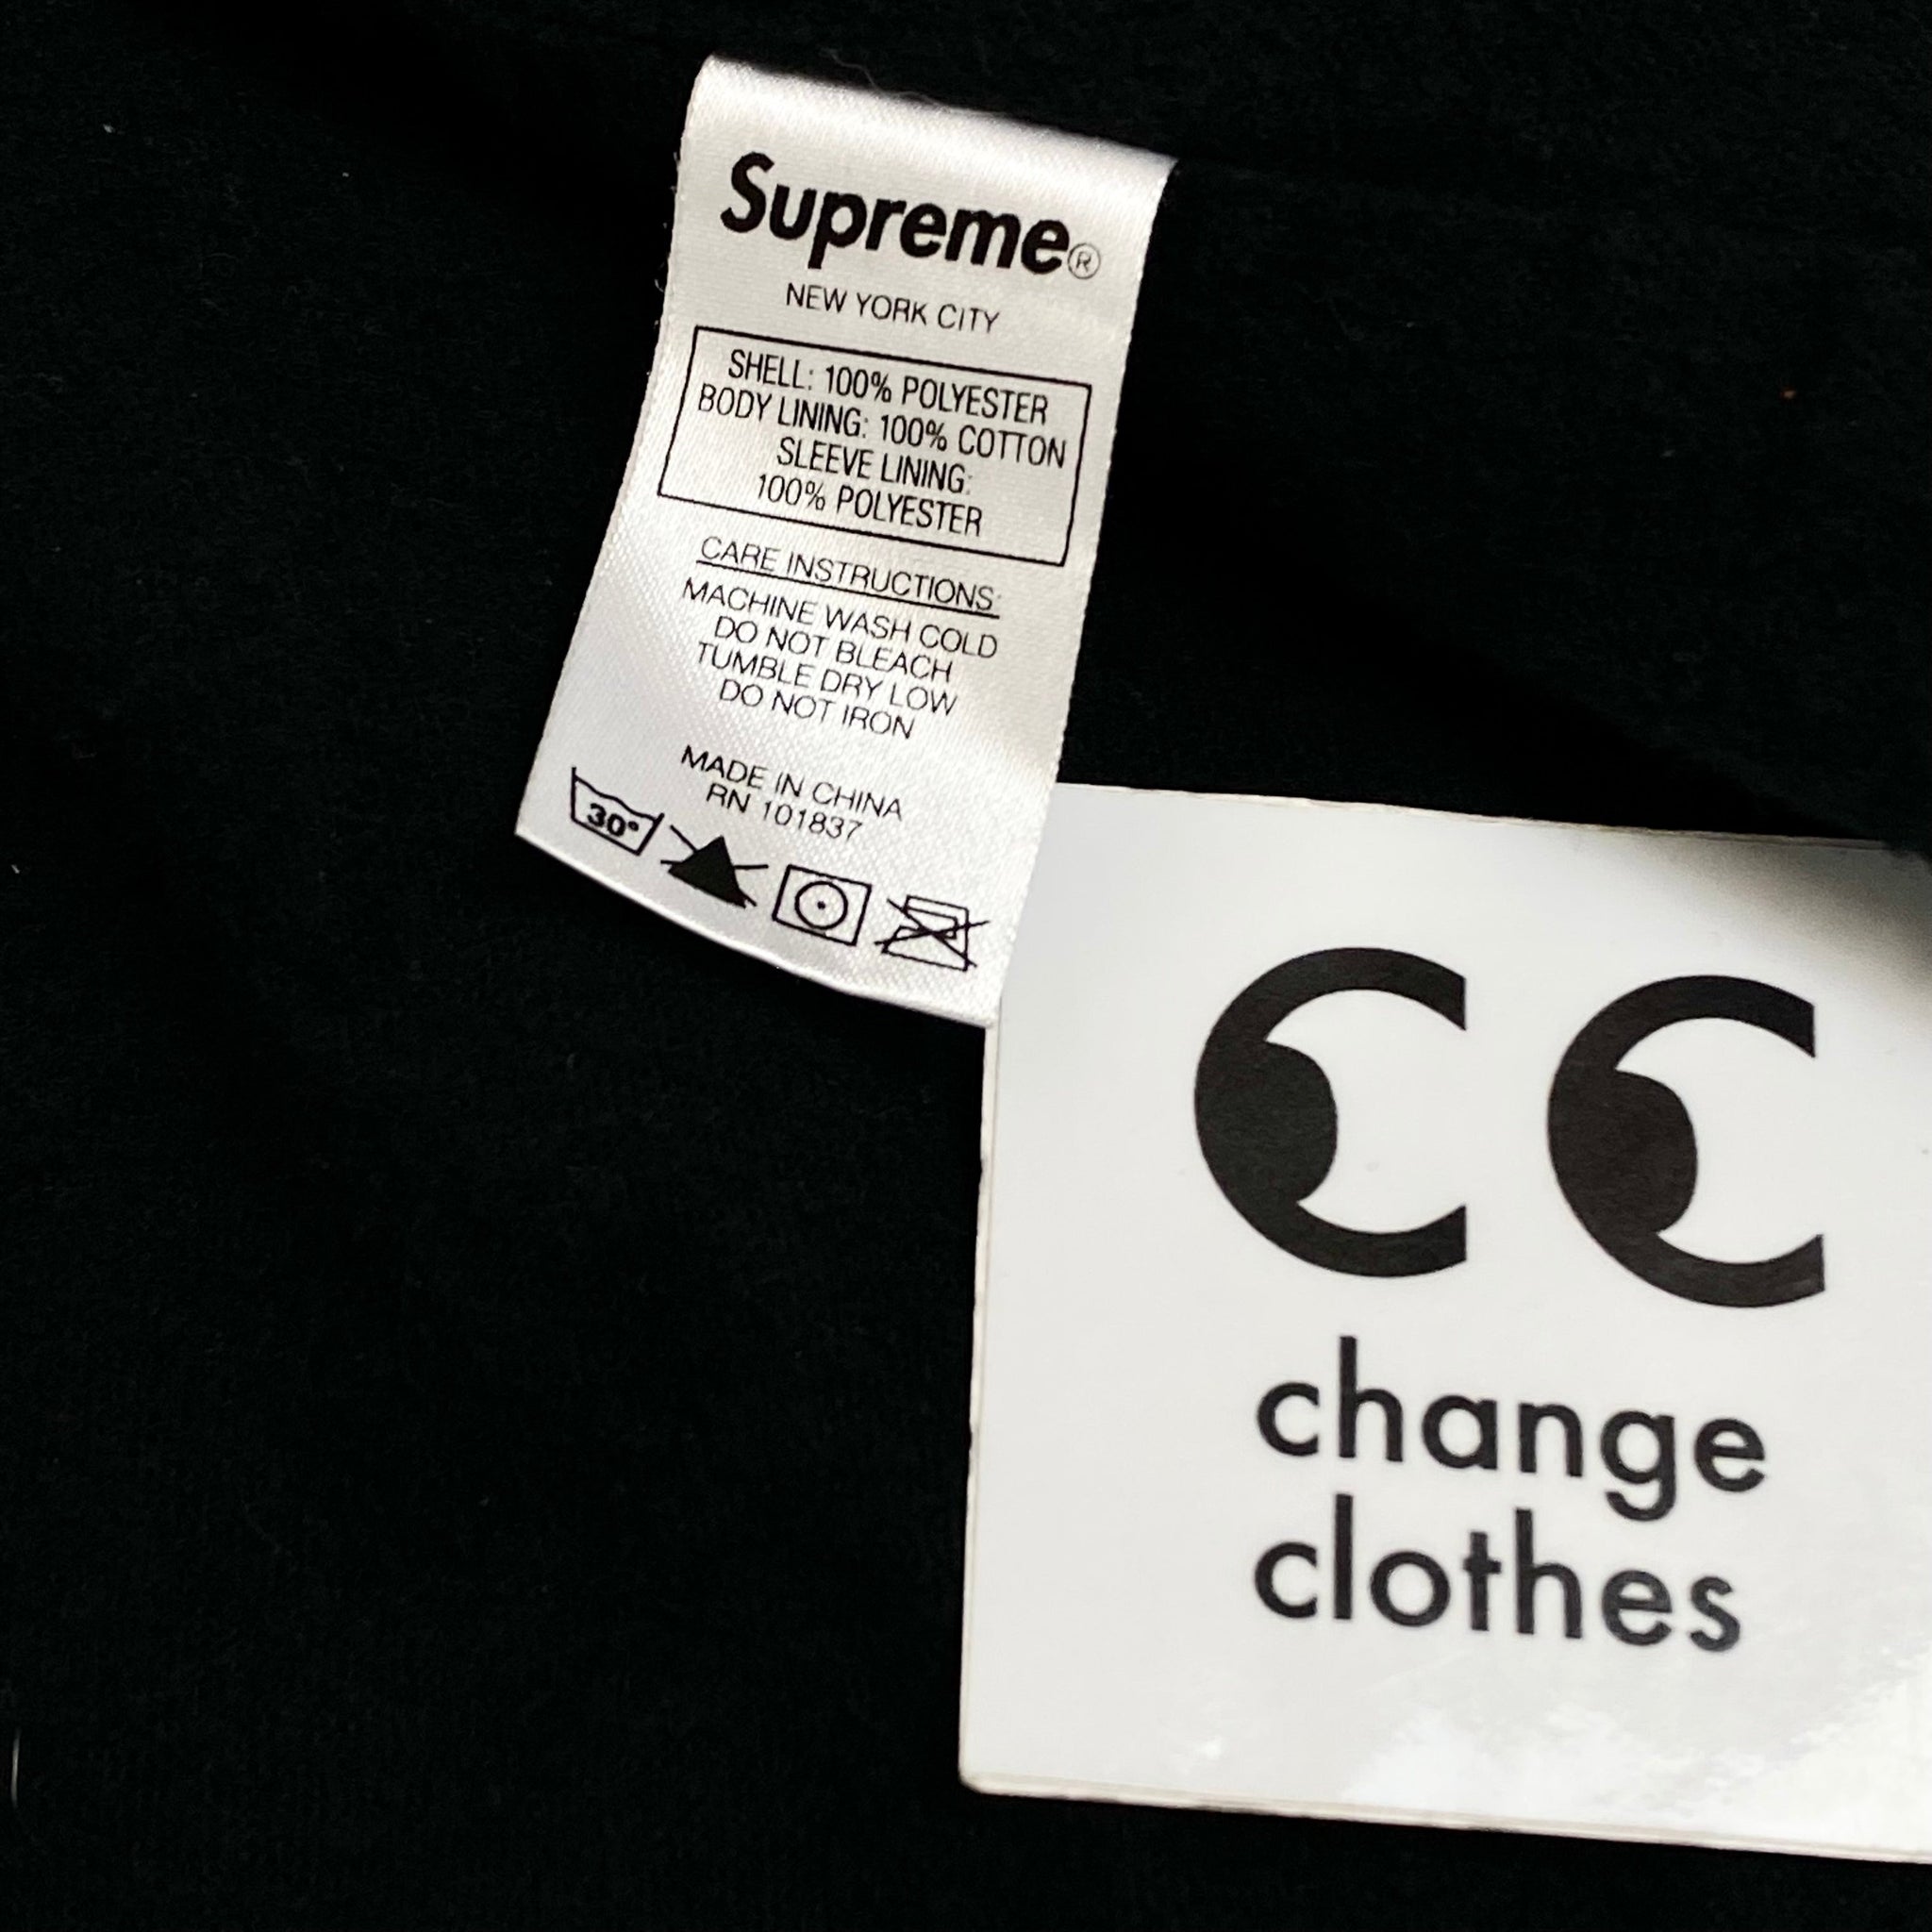 Supreme®
NEW YORK CITY
SHELL: 100% POLYESTER
BODY LINING: 100% COTTON
SLEEVE LINING:
100% POLYESTER
CARE INSTRUCTIONS:
MACHINE WASH COLD
DO NOT BLEACH
TUMBLE DRY LOW
DO NOT IRON
MADE IN CHINA
RN 101837
30°
CC
change
clothes